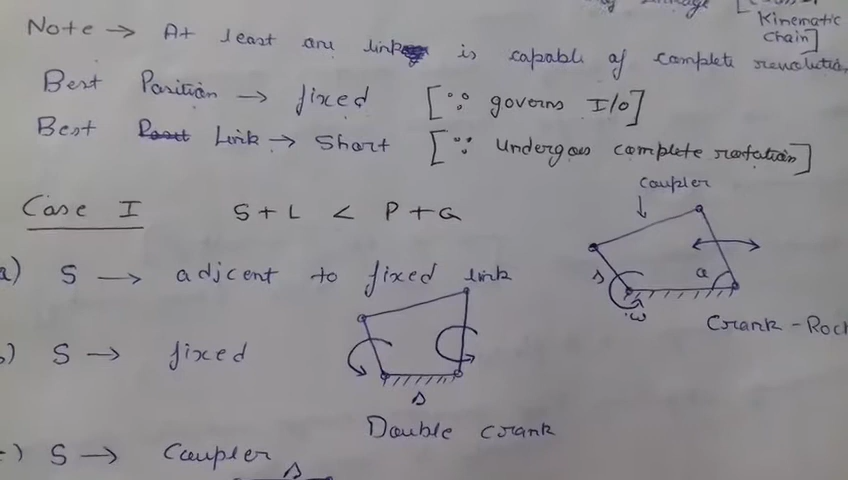 Kinematic
Note → At least one link is capable of complete revolution
chain]
Best Position → fixed [∵ governs I/O]
Best Link → Short [∵ Undergoes complete rotation]
coupler
Case I S + L < P + Q
a) S → adjcent to fixed link
s
α
ω
Crank - Rock
b) S → fixed
s
Double crank
c) S → Coupler
s